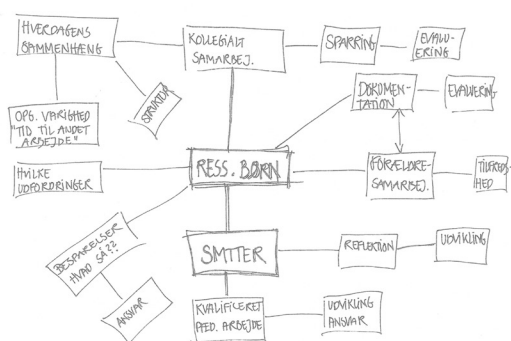 HVERDAGENS
SAMMENHÆNG
KOLLEGIALT
SAMARBEJ.
SPARRING
EVALU-
ERING
OPG. VARIGHED
"TID TIL ANDET
ARBEJDE"
STRUKTUR
DOKUMEN-
TATION
EVALUERING
HVILKE
UDFORDRINGER
RESS. BØRN
FORÆLDRE-
SAMARBEJ.
TILFREDS-
HED
BESPARELSER
HVAD SÅ??
SMTTER
REFLEKTION
UDVIKLING
ANSVAR
KVALIFICERET
PÆD. ARBEJDE
UDVIKLING
ANSVAR